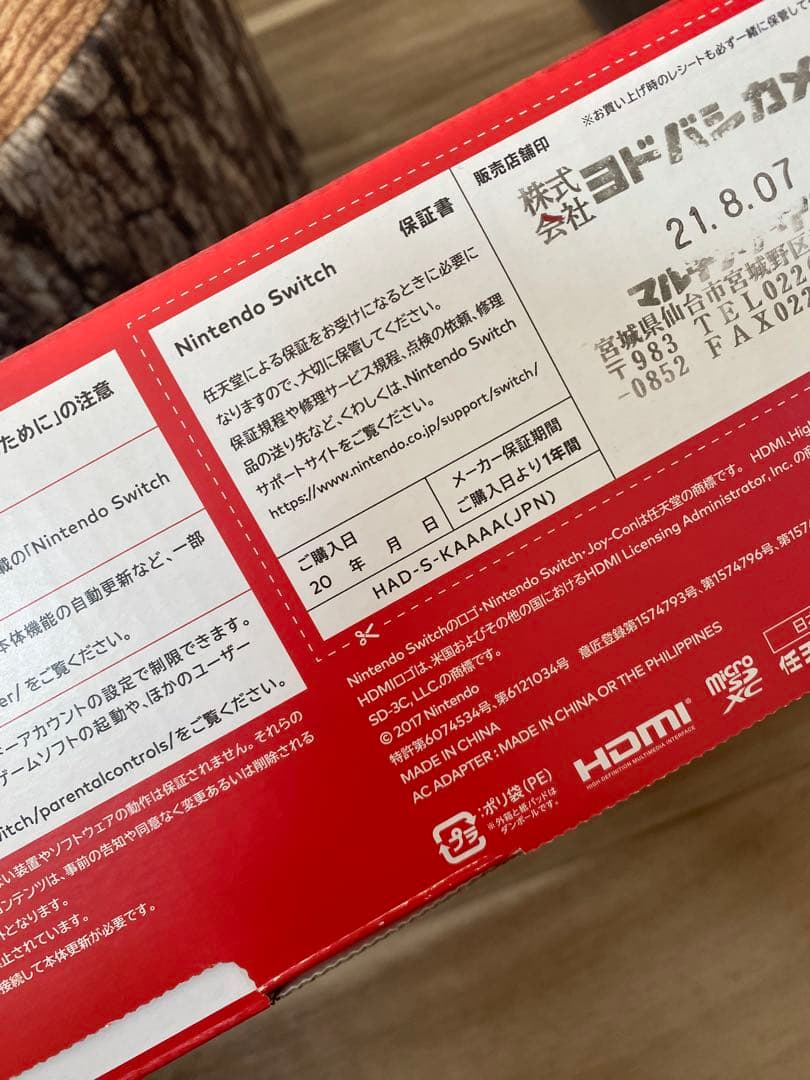 ために」の注意
載の「Nintendo Switch
本体機能の自動更新など、一部
er/ をご覧ください。
ーアカウントの設定で制限できます。
ゲームソフトの起動や、ほかのユーザー
witch/parentalcontrols/をご覧ください。
い装置やソフトウェアの動作は保証されません。それらの
コンテンツは、事前の告知や同意なく変更あるいは削除される
トとなります。
止されています。
接続して本体更新が必要です。
Nintendo Switch
保証書
任天堂による保証をお受けになるときに必要に
なりますので、大切に保管してください。
保証規程や修理サービス規程、点検の依頼、修理
品の送り先など、くわしくは、Nintendo Switch
サポートサイトをご覧ください。
https://www.nintendo.co.jp/support/switch/
ご購入日
20 年 月 日
メーカー保証期間
ご購入日より1年間
HAD-S-KAAAA(JPN)
販売店舗印
※お買い上げ時のレシートも必ず一緒に保管して
株式会社ヨドバシカメ
21.8.07
宮城県仙台市宮城野区
〒983-0852
TEL022
FAX022
Nintendo Switchのロゴ・Nintendo Switch・Joy-Conは任天堂の商標です。 HDMI、High
HDMIロゴは、米国およびその他の国におけるHDMI Licensing Administrator, Inc. の商
SD-3C, LLC.の商標です。
© 2017 Nintendo
特許第6074534号、第6121034号 意匠登録第1574793号、第1574796号、第157
MADE IN CHINA
AC ADAPTER : MADE IN CHINA OR THE PHILIPPINES
HDMI
HIGH-DEFINITION MULTIMEDIA INTERFACE
micro SD XC
プラ
:ポリ袋(PE)
※外箱と紙パッドは
ダンボールです。